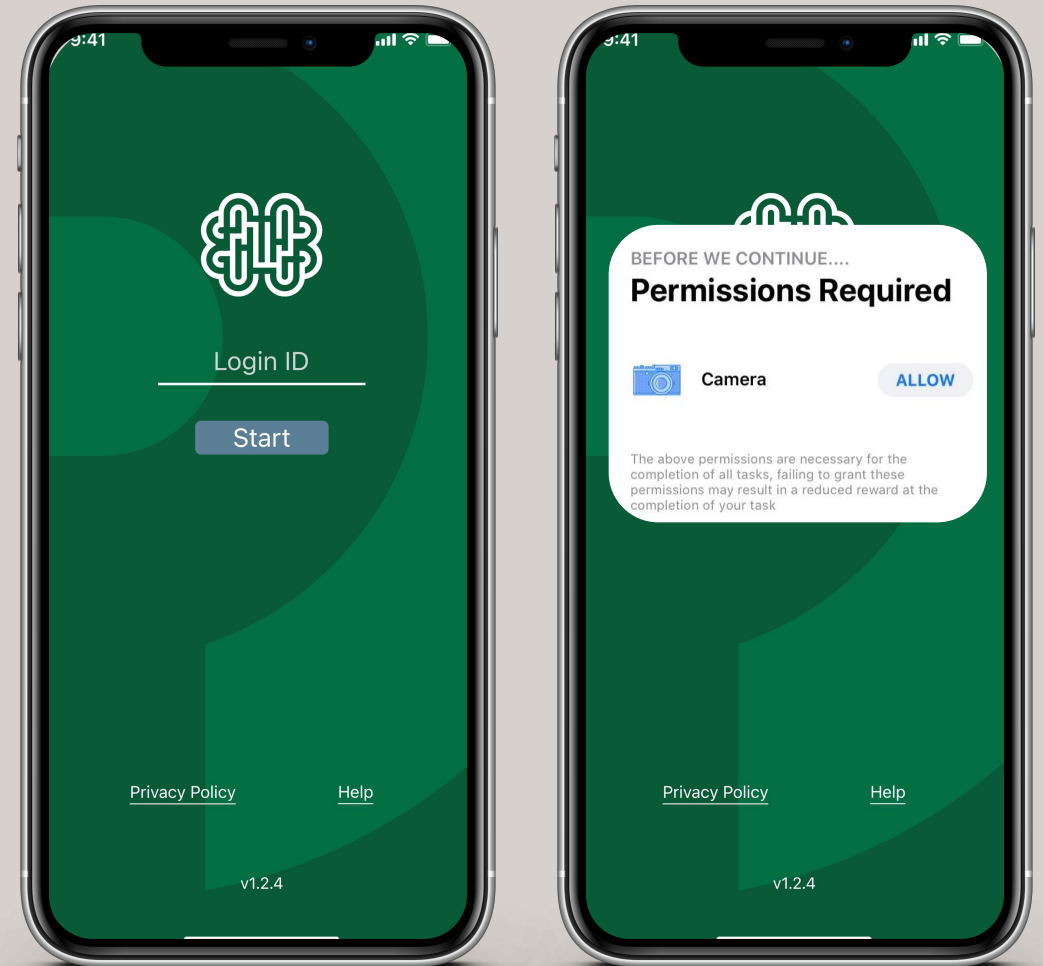 9:41
Login ID
Start
Privacy Policy
Help
v1.2.4
9:41
BEFORE WE CONTINUE....
Permissions Required
Camera
ALLOW
The above permissions are necessary for the
completion of all tasks, failing to grant these
permissions may result in a reduced reward at the
completion of your task
Privacy Policy
Help
v1.2.4